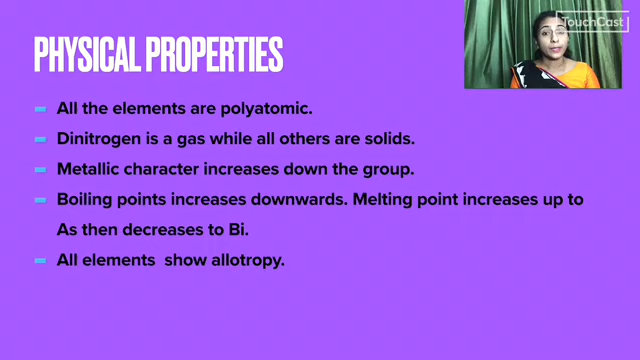 TouchCast
PHYSICAL PROPERTIES
All the elements are polyatomic.
Dinitrogen is a gas while all others are solids.
Metallic character increases down the group.
Boiling points increases downwards. Melting point increases up to
As then decreases to Bi.
All elements show allotropy.